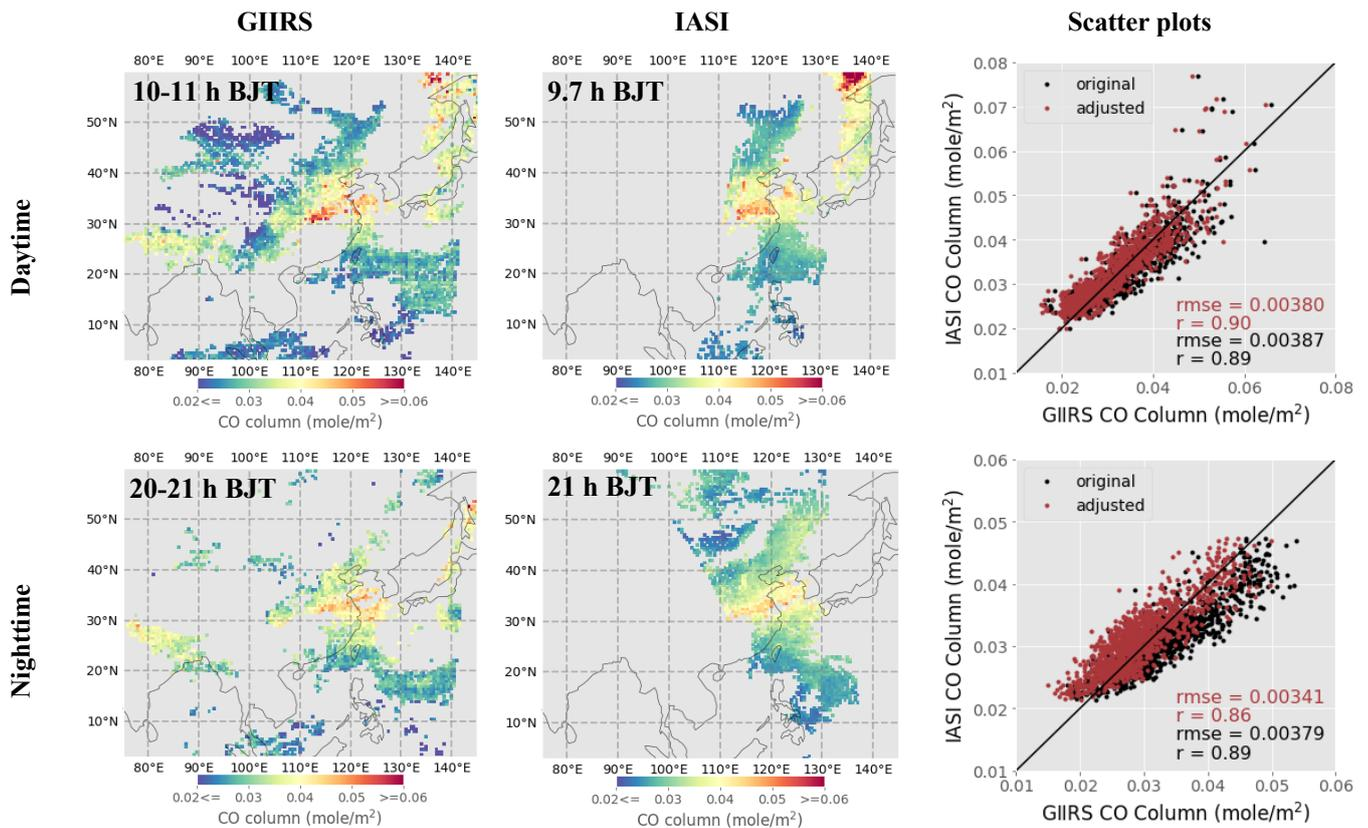 GIIRS
IASI
Scatter plots
Daytime
80°E 90°E 100°E 110°E 120°E 130°E 140°E
10-11 h BJT
50°N
40°N
30°N
20°N
10°N
80°E 90°E 100°E 110°E 120°E 130°E 140°E
0.02<= 0.03 0.04 0.05 >=0.06
CO column (mole/m²)
80°E 90°E 100°E 110°E 120°E 130°E 140°E
9.7 h BJT
50°N
40°N
30°N
20°N
10°N
80°E 90°E 100°E 110°E 120°E 130°E 140°E
0.02<= 0.03 0.04 0.05 >=0.06
CO column (mole/m²)
IASI CO Column (mole/m²)
0.08
0.07
0.06
0.05
0.04
0.03
0.02
0.01
original
adjusted
rmse = 0.00380
r = 0.90
rmse = 0.00387
r = 0.89
0.02 0.04 0.06 0.08
GIIRS CO Column (mole/m²)
Nighttime
80°E 90°E 100°E 110°E 120°E 130°E 140°E
20-21 h BJT
50°N
40°N
30°N
20°N
10°N
80°E 90°E 100°E 110°E 120°E 130°E 140°E
0.02<= 0.03 0.04 0.05 >=0.06
CO column (mole/m²)
80°E 90°E 100°E 110°E 120°E 130°E 140°E
21 h BJT
50°N
40°N
30°N
20°N
10°N
80°E 90°E 100°E 110°E 120°E 130°E 140°E
0.02<= 0.03 0.04 0.05 >=0.06
CO column (mole/m²)
IASI CO Column (mole/m²)
0.06
0.05
0.04
0.03
0.02
0.01
original
adjusted
rmse = 0.00341
r = 0.86
rmse = 0.00379
r = 0.89
0.01 0.02 0.03 0.04 0.05 0.06
GIIRS CO Column (mole/m²)